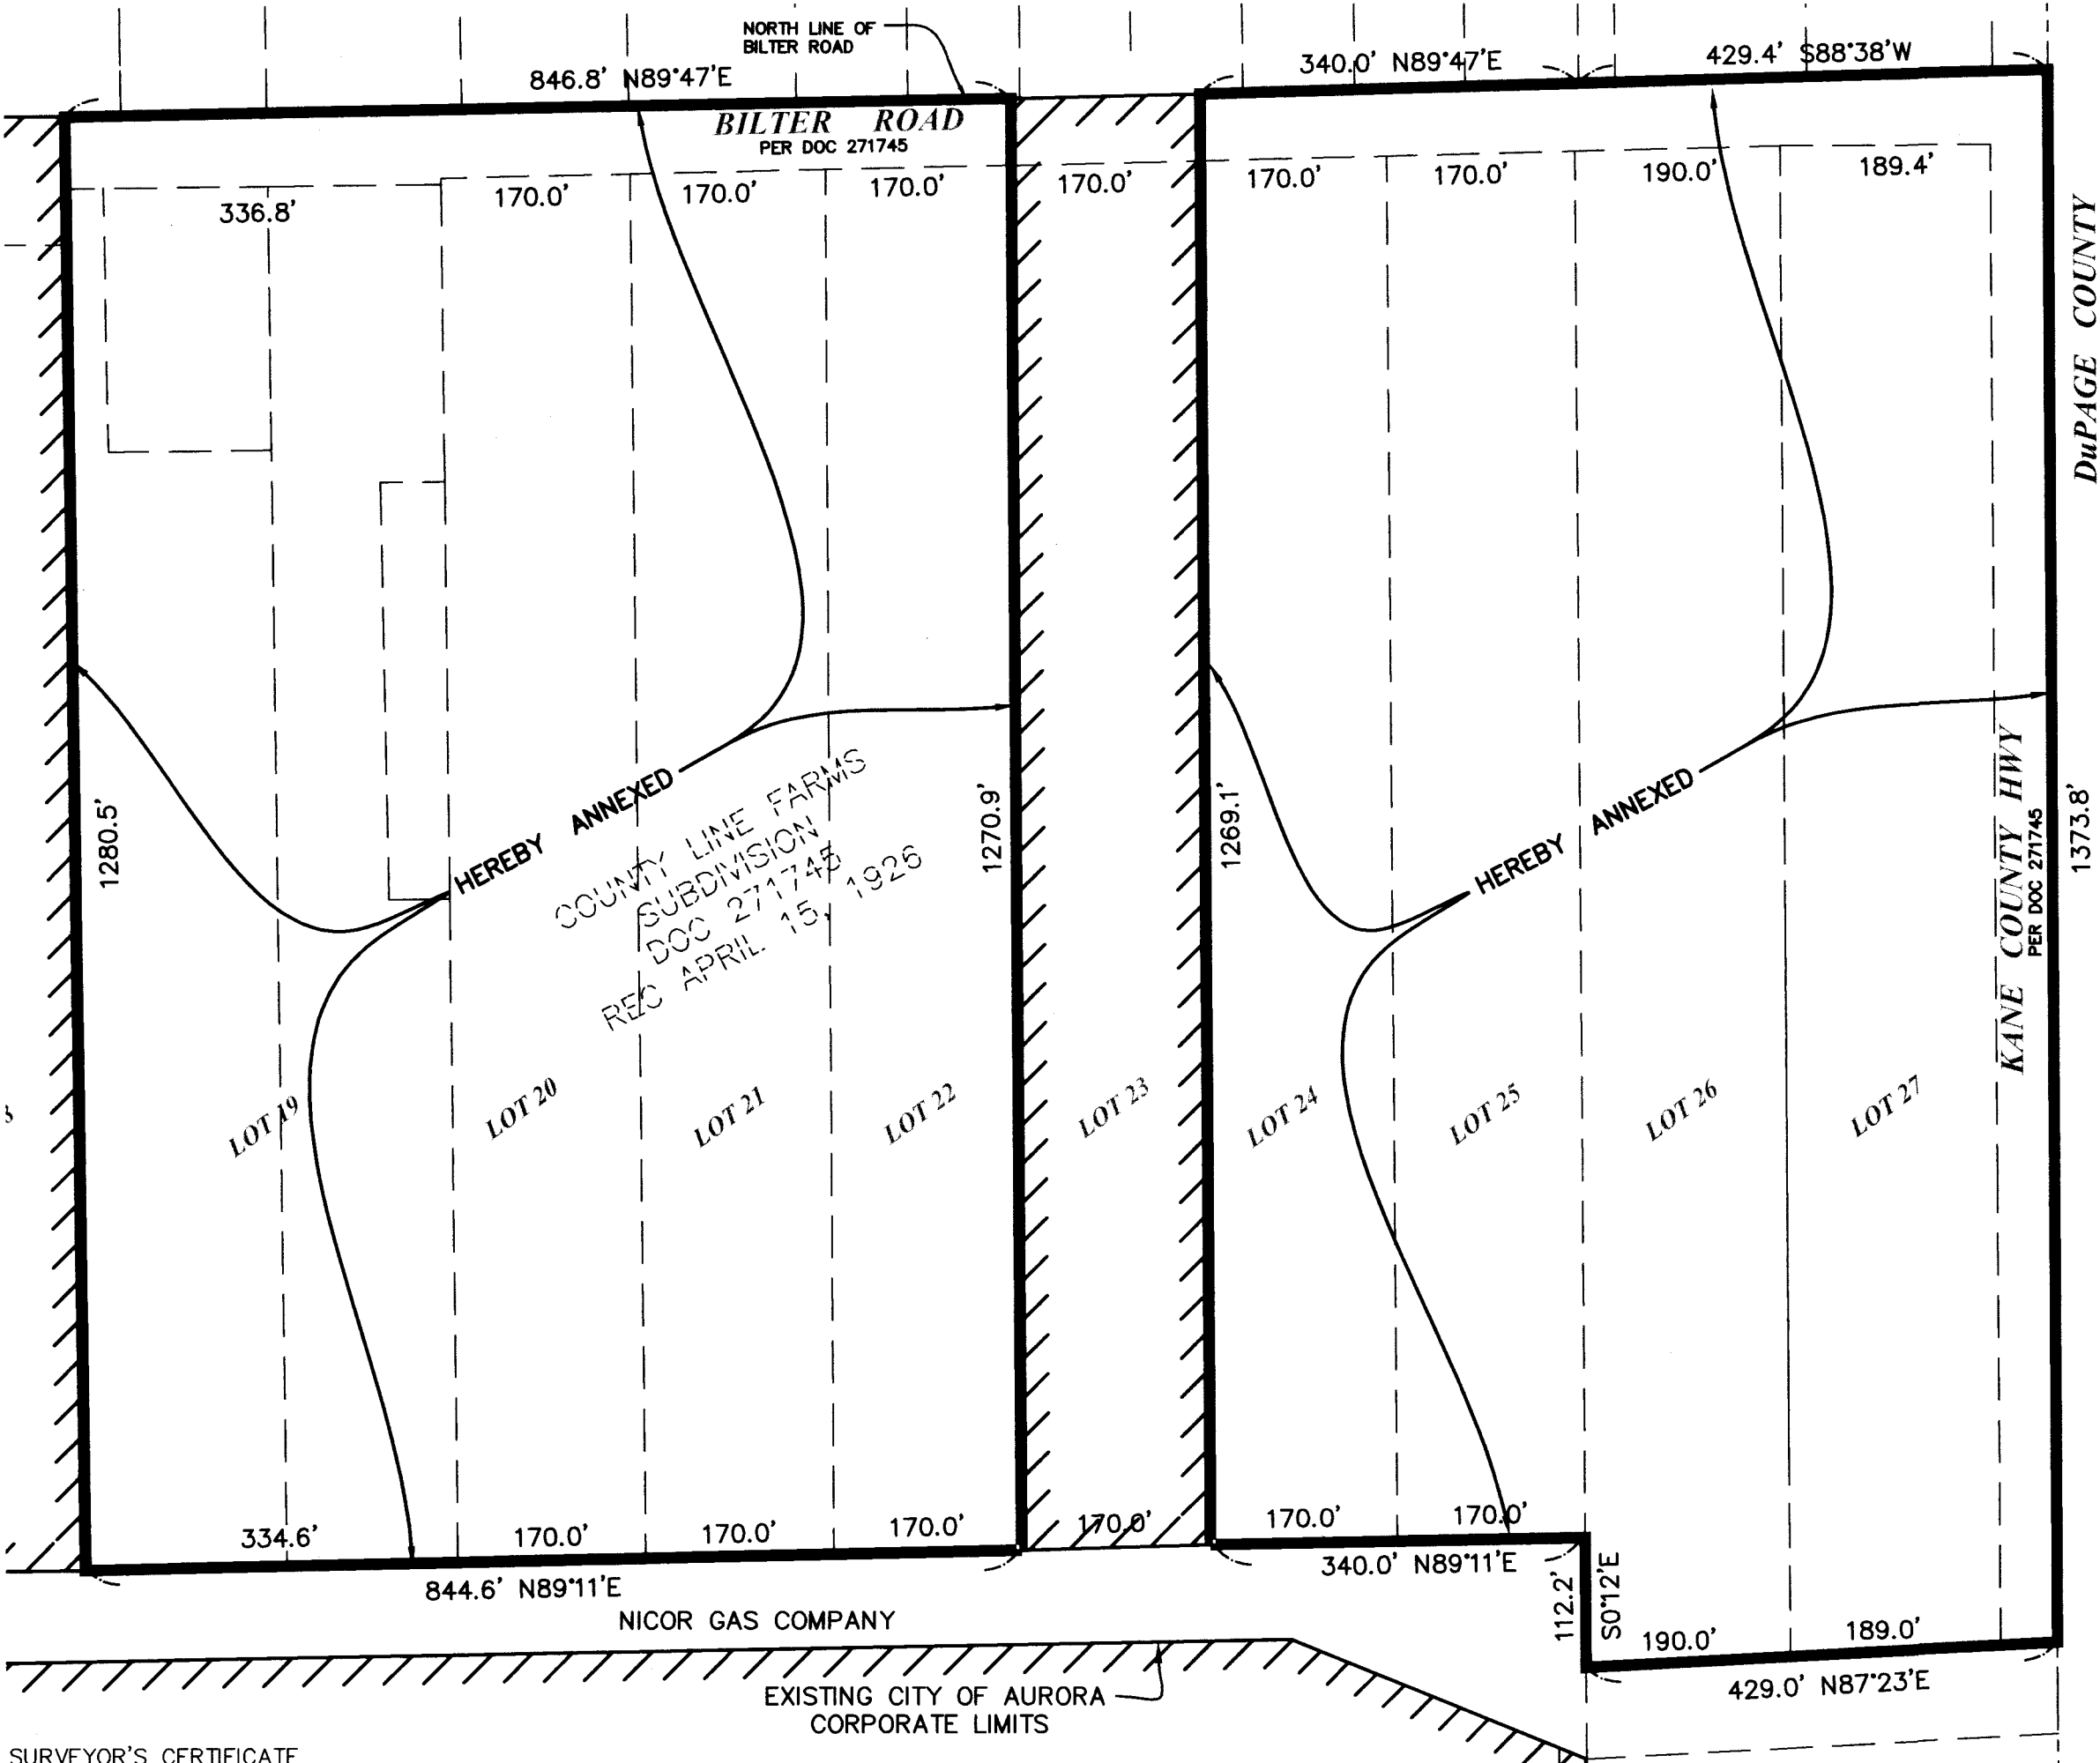 NORTH LINE OF
BILTER ROAD
846.8' N89°47'E
340.0' N89°47'E
429.4' S88°38'W
BILTER ROAD
PER DOC 271745
336.8'
170.0'
170.0'
170.0'
170.0'
170.0'
170.0'
190.0'
189.4'
DuPAGE COUNTY
HEREBY ANNEXED
HEREBY ANNEXED
COUNTY LINE FARMS
SUBDIVISION
DOC 271745
REC APRIL 15, 1926
1280.5'
1270.9'
1269.1'
KANE COUNTY HWY
PER DOC 271745
1373.8'
LOT 19
LOT 20
LOT 21
LOT 22
LOT 23
LOT 24
LOT 25
LOT 26
LOT 27
334.6'
170.0'
170.0'
170.0'
170.0'
170.0'
170.0'
844.6' N89°11'E
340.0' N89°11'E
112.2'
S0°12'E
190.0'
189.0'
429.0' N87°23'E
NICOR GAS COMPANY
EXISTING CITY OF AURORA
CORPORATE LIMITS
SURVEYOR'S CERTIFICATE